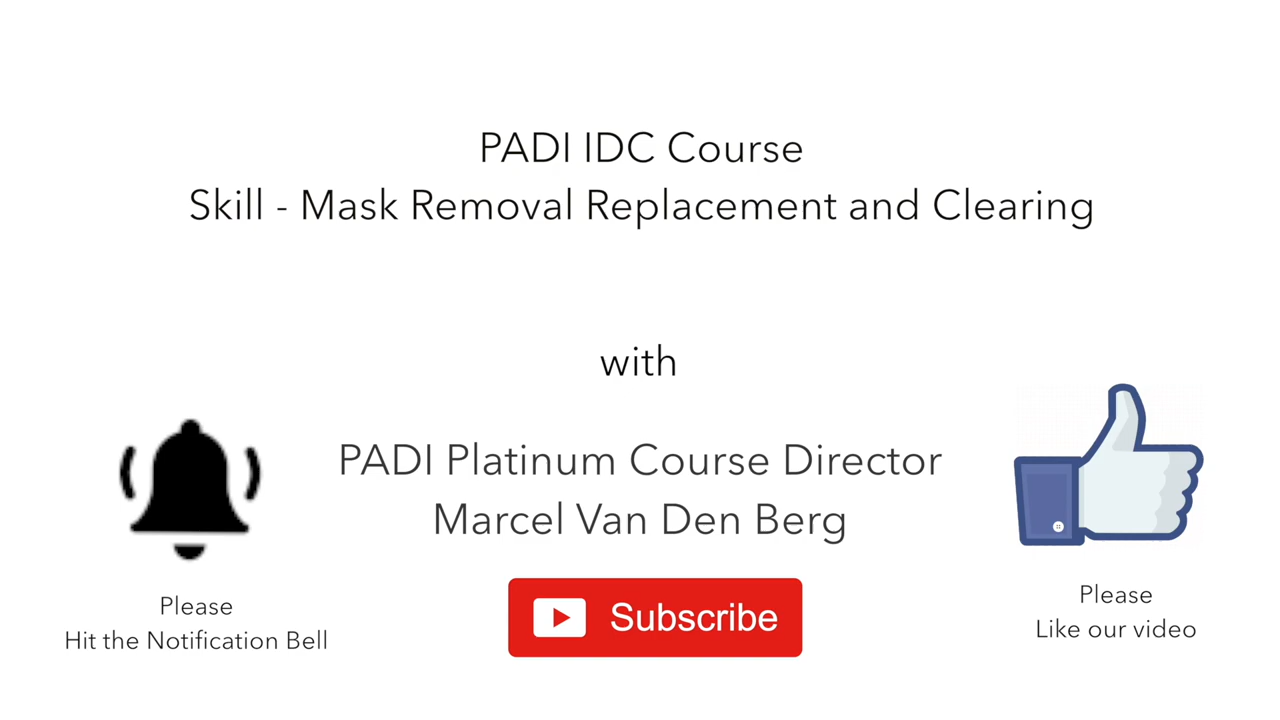 PADI IDC Course
Skill - Mask Removal Replacement and Clearing
with
PADI Platinum Course Director
Marcel Van Den Berg
Subscribe
Please
Hit the Notification Bell
Please
Like our video